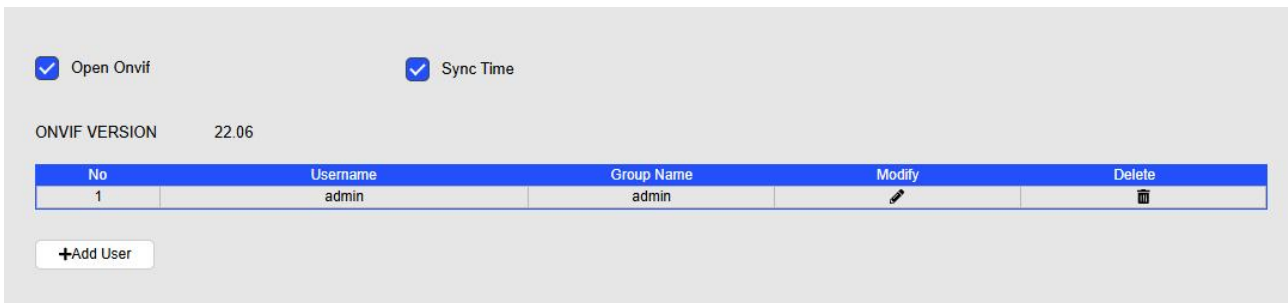 Open Onvif Sync Time
ONVIF VERSION 22.06
No Username Group Name Modify Delete
1 admin admin
+Add User